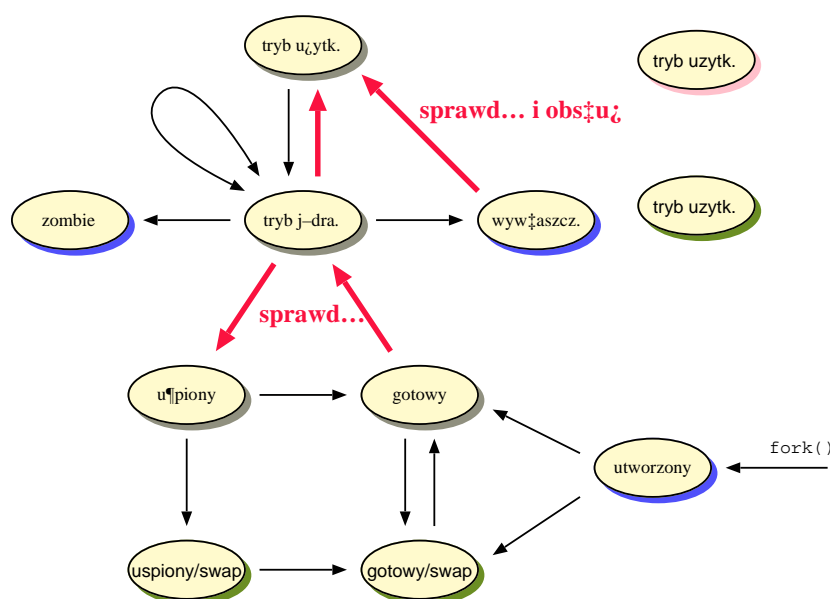 tryb u¿ytk.
tryb uzytk.
sprawd… i obs‡u¿
zombie
tryb j–dra.
wyw‡aszcz.
tryb uzytk.
sprawd…
u¶piony
gotowy
fork()
utworzony
uspiony/swap
gotowy/swap